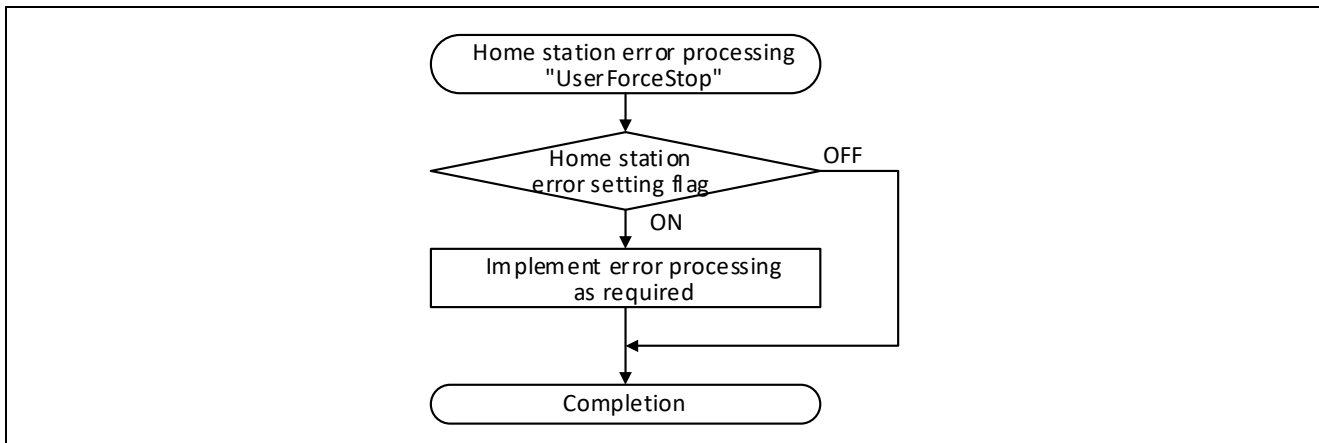 Home station error processing
"UserForceStop"
Home station
error setting flag
OFF
ON
Implement error processing
as required
Completion